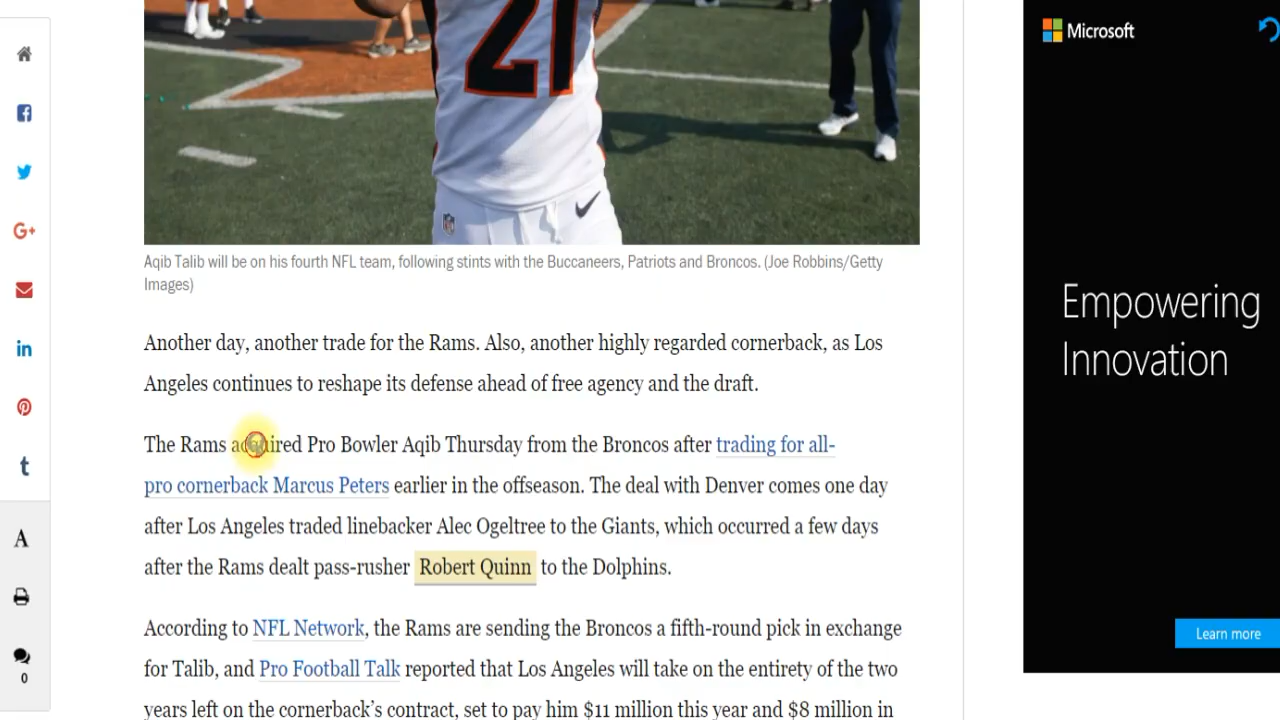 21
Aqib Talib will be on his fourth NFL team, following stints with the Buccaneers, Patriots and Broncos. (Joe Robbins/Getty
Images)
Another day, another trade for the Rams. Also, another highly regarded cornerback, as Los
Angeles continues to reshape its defense ahead of free agency and the draft.
The Rams acquired Pro Bowler Aqib Thursday from the Broncos after trading for all-
pro cornerback Marcus Peters earlier in the offseason. The deal with Denver comes one day
after Los Angeles traded linebacker Alec Ogeltree to the Giants, which occurred a few days
after the Rams dealt pass-rusher Robert Quinn to the Dolphins.
According to NFL Network, the Rams are sending the Broncos a fifth-round pick in exchange
for Talib, and Pro Football Talk reported that Los Angeles will take on the entirety of the two
years left on the cornerback's contract, set to pay him $11 million this year and $8 million in
G+
in
t
A
0
Microsoft
Empowering
Innovation
Learn more